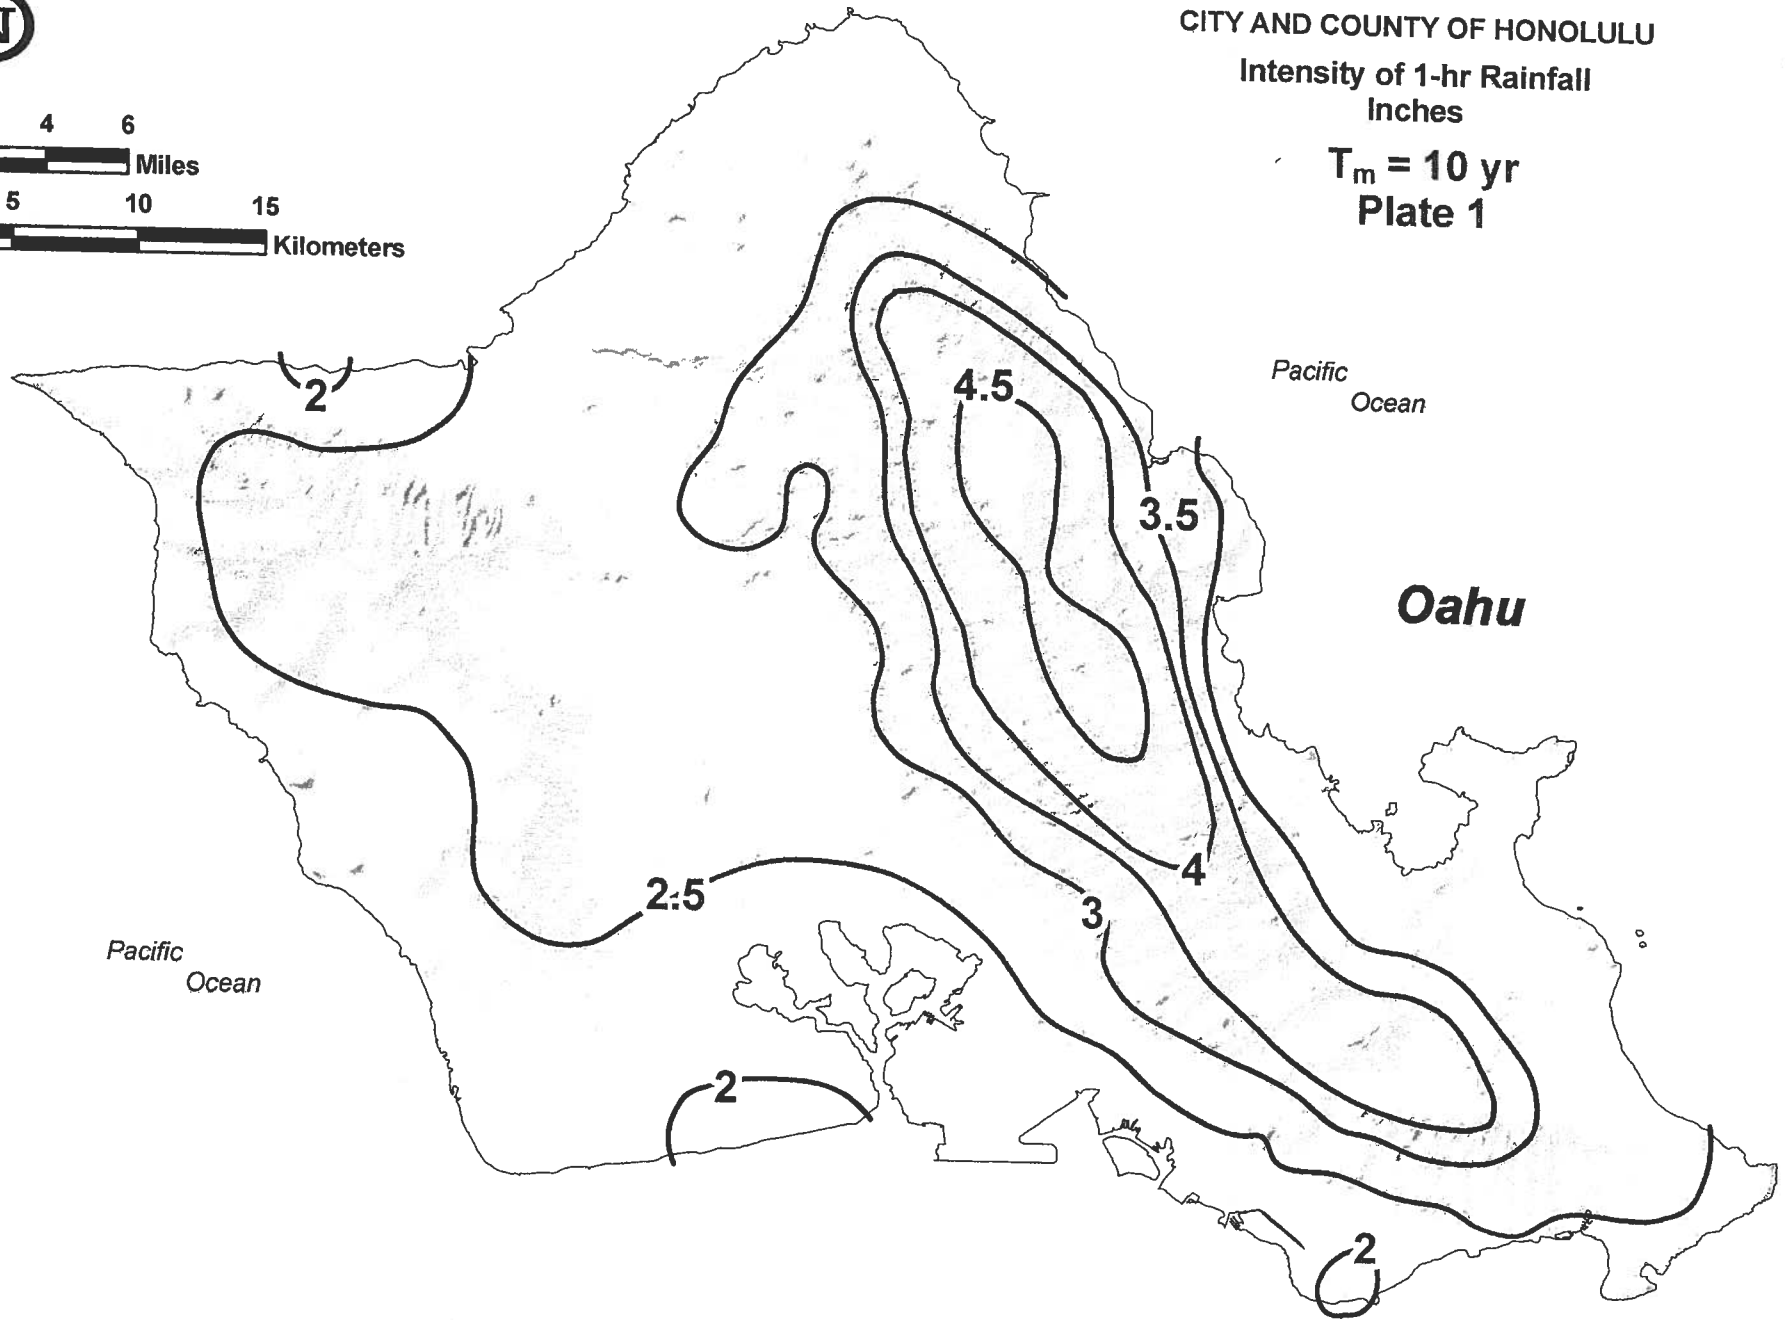 N
CITY AND COUNTY OF HONOLULU
Intensity of 1-hr Rainfall
Inches
Tm = 10 yr
Plate 1
4 6
Miles
5 10 15
Kilometers
2
4.5
Pacific
Ocean
3.5
Oahu
4
2.5
3
Pacific
Ocean
2
2